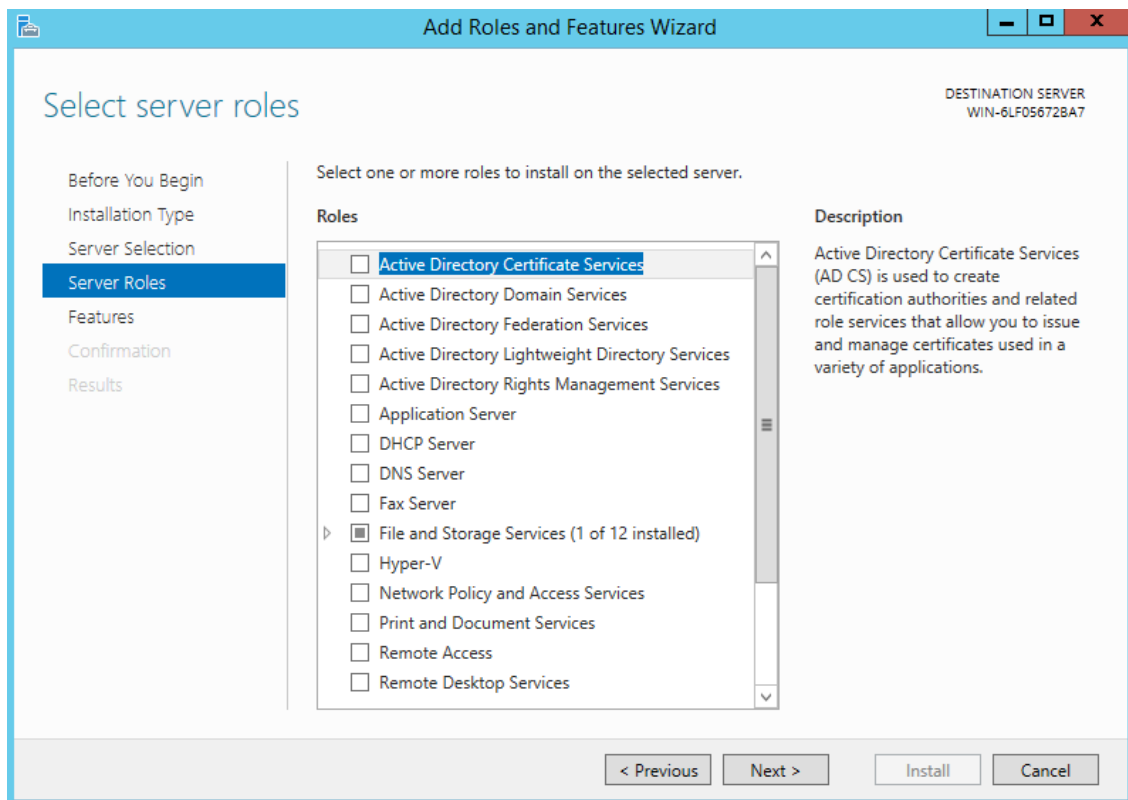 Add Roles and Features Wizard
Select server roles
DESTINATION SERVER
WIN-6LF05672BA7
Before You Begin
Installation Type
Server Selection
Server Roles
Features
Confirmation
Results
Select one or more roles to install on the selected server.
Roles
Active Directory Certificate Services
Active Directory Domain Services
Active Directory Federation Services
Active Directory Lightweight Directory Services
Active Directory Rights Management Services
Application Server
DHCP Server
DNS Server
Fax Server
File and Storage Services (1 of 12 installed)
Hyper-V
Network Policy and Access Services
Print and Document Services
Remote Access
Remote Desktop Services
Description
Active Directory Certificate Services
(AD CS) is used to create
certification authorities and related
role services that allow you to issue
and manage certificates used in a
variety of applications.
< Previous
Next >
Install
Cancel